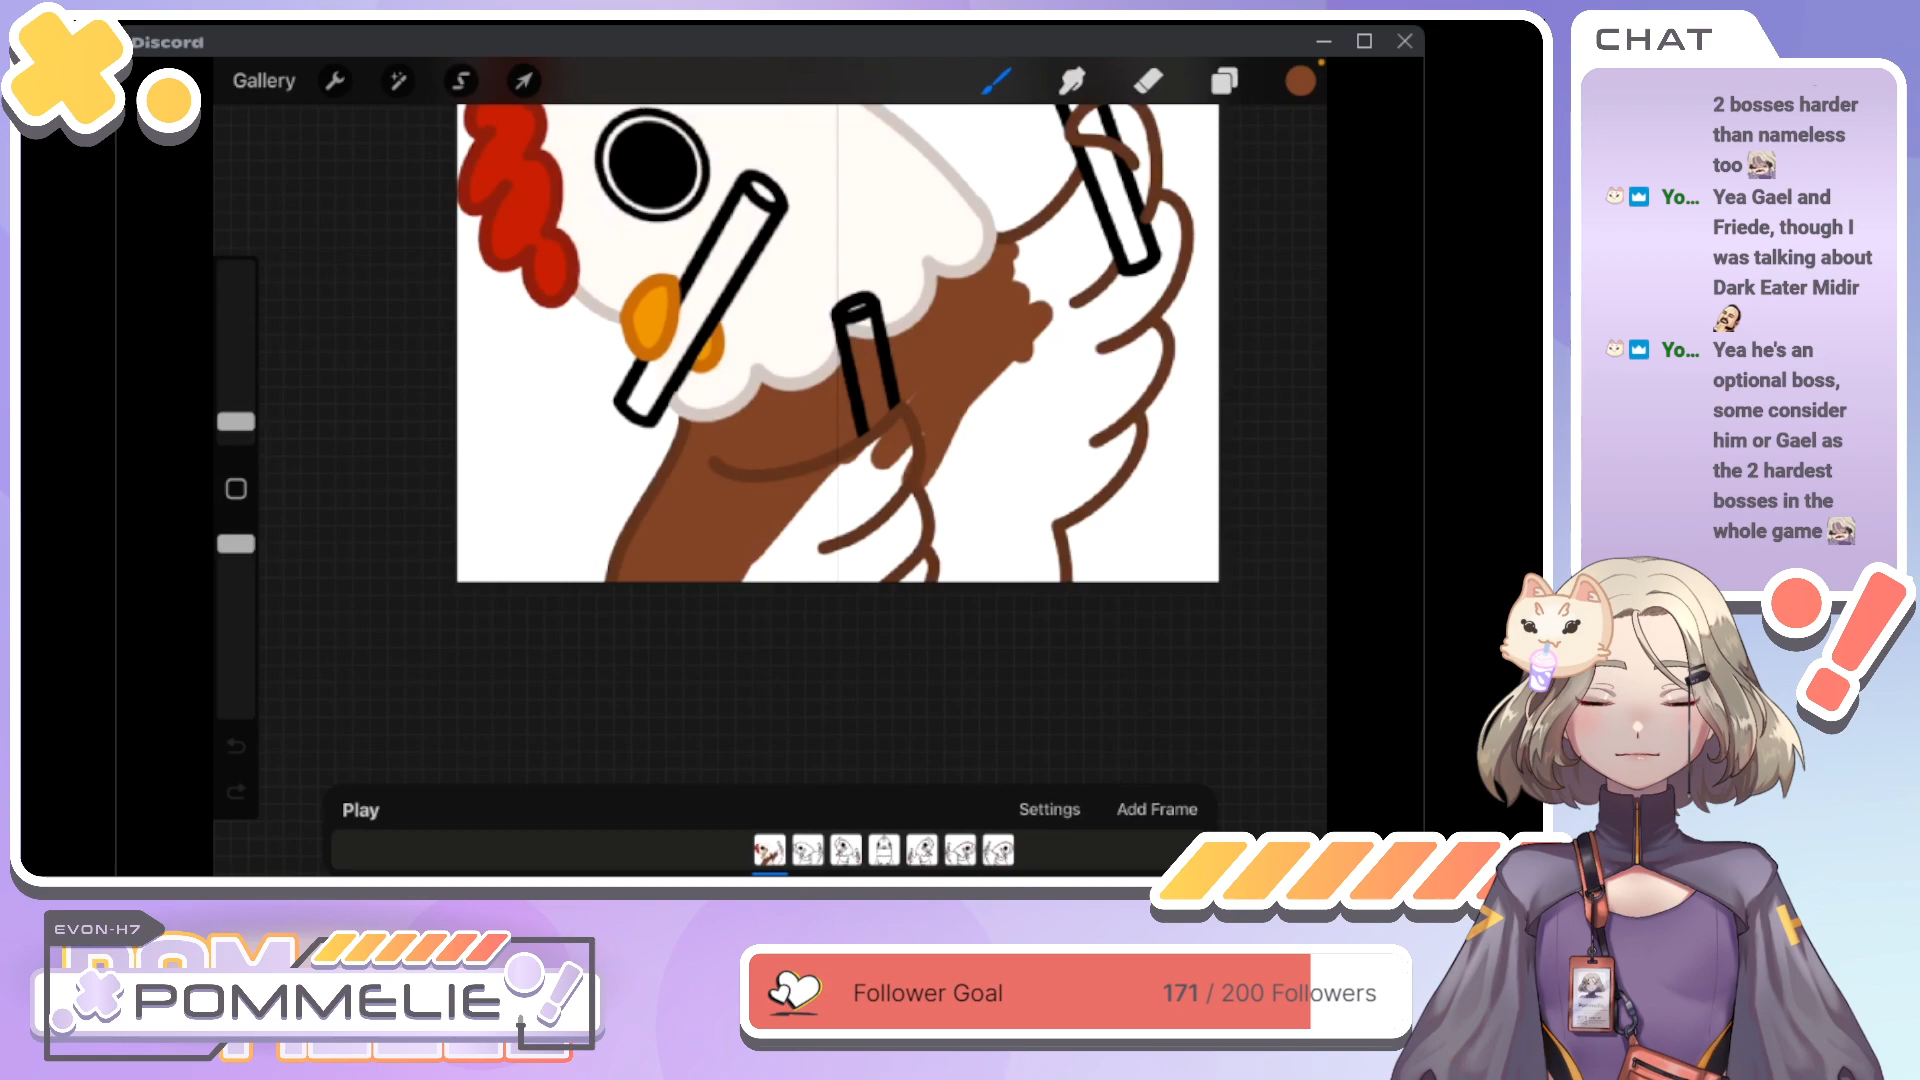 Discord
Gallery
CHAT
2 bosses harder
than nameless
too
Yo... Yea Gael and
Friede, though I
was talking about
Dark Eater Midir
Yo... Yea he's an
optional boss,
some consider
him or Gael as
the 2 hardest
bosses in the
whole game
Play
Settings
Add Frame
EVON-H7
POMMELIE
Follower Goal
171 / 200 Followers